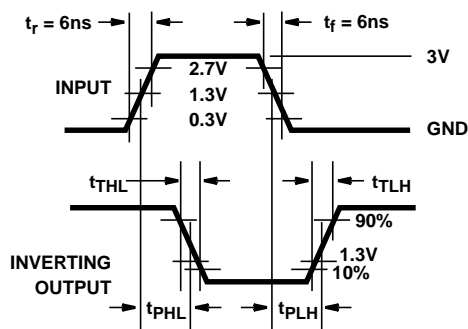 tr = 6ns
tf = 6ns
3V
2.7V
INPUT
1.3V
0.3V
GND
tTHL
tTLH
90%
1.3V
INVERTING
OUTPUT
10%
tPHL
tPLH